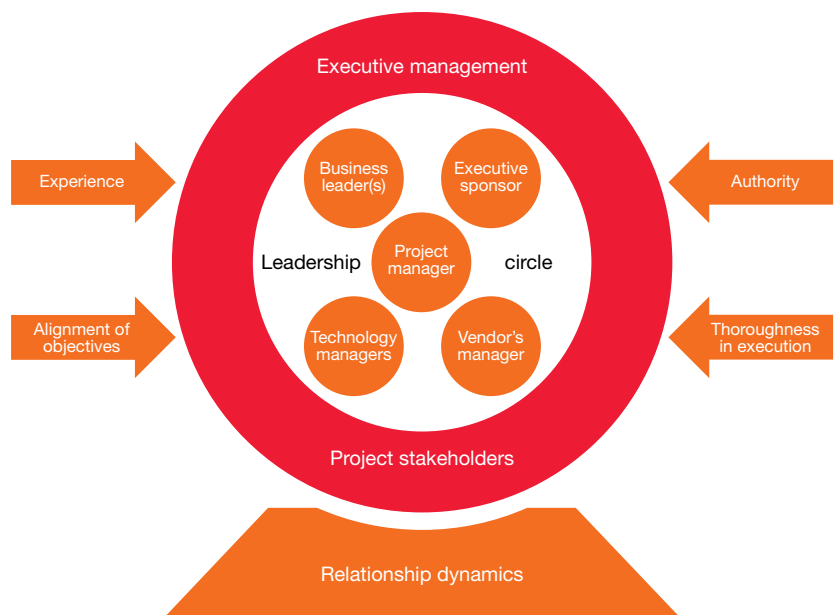 Executive management
Experience
Business
leader(s)
Executive
sponsor
Authority
Leadership
Project
manager
circle
Alignment of
objectives
Technology
managers
Vendor's
manager
Thoroughness
in execution
Project stakeholders
Relationship dynamics